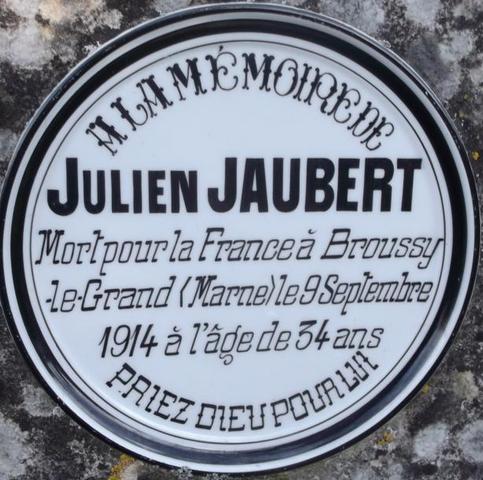 A LA MÉMOIRE DE
JULIEN JAUBERT
Mort pour la France à Broussy
-le-Grand (Marne) le 9 Septembre
1914 à l'âge de 34 ans
PRIEZ DIEU POUR LUI